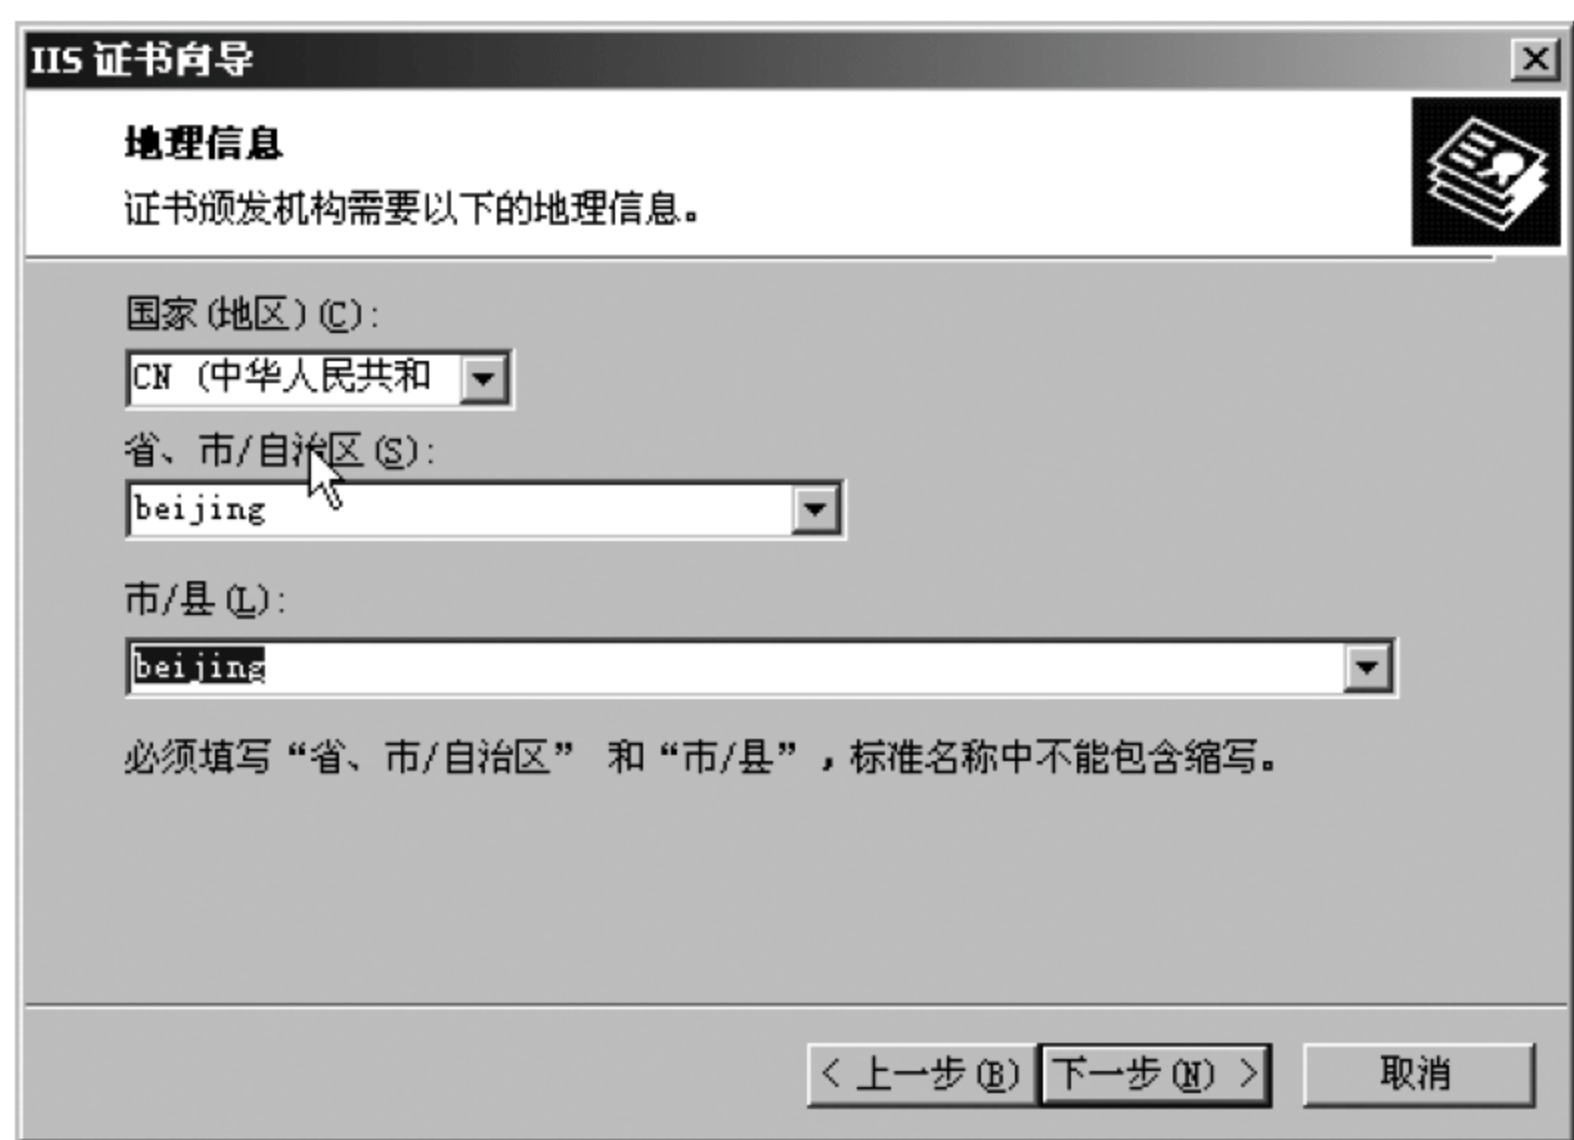 IIS 证书向导
地理信息
证书颁发机构需要以下的地理信息。
国家(地区)(C):
CN (中华人民共和
省、市/自治区(S):
beijing
市/县(L):
beijing
必须填写“省、市/自治区” 和“市/县”,标准名称中不能包含缩写。
< 上一步(B) 下一步(N) > 取消